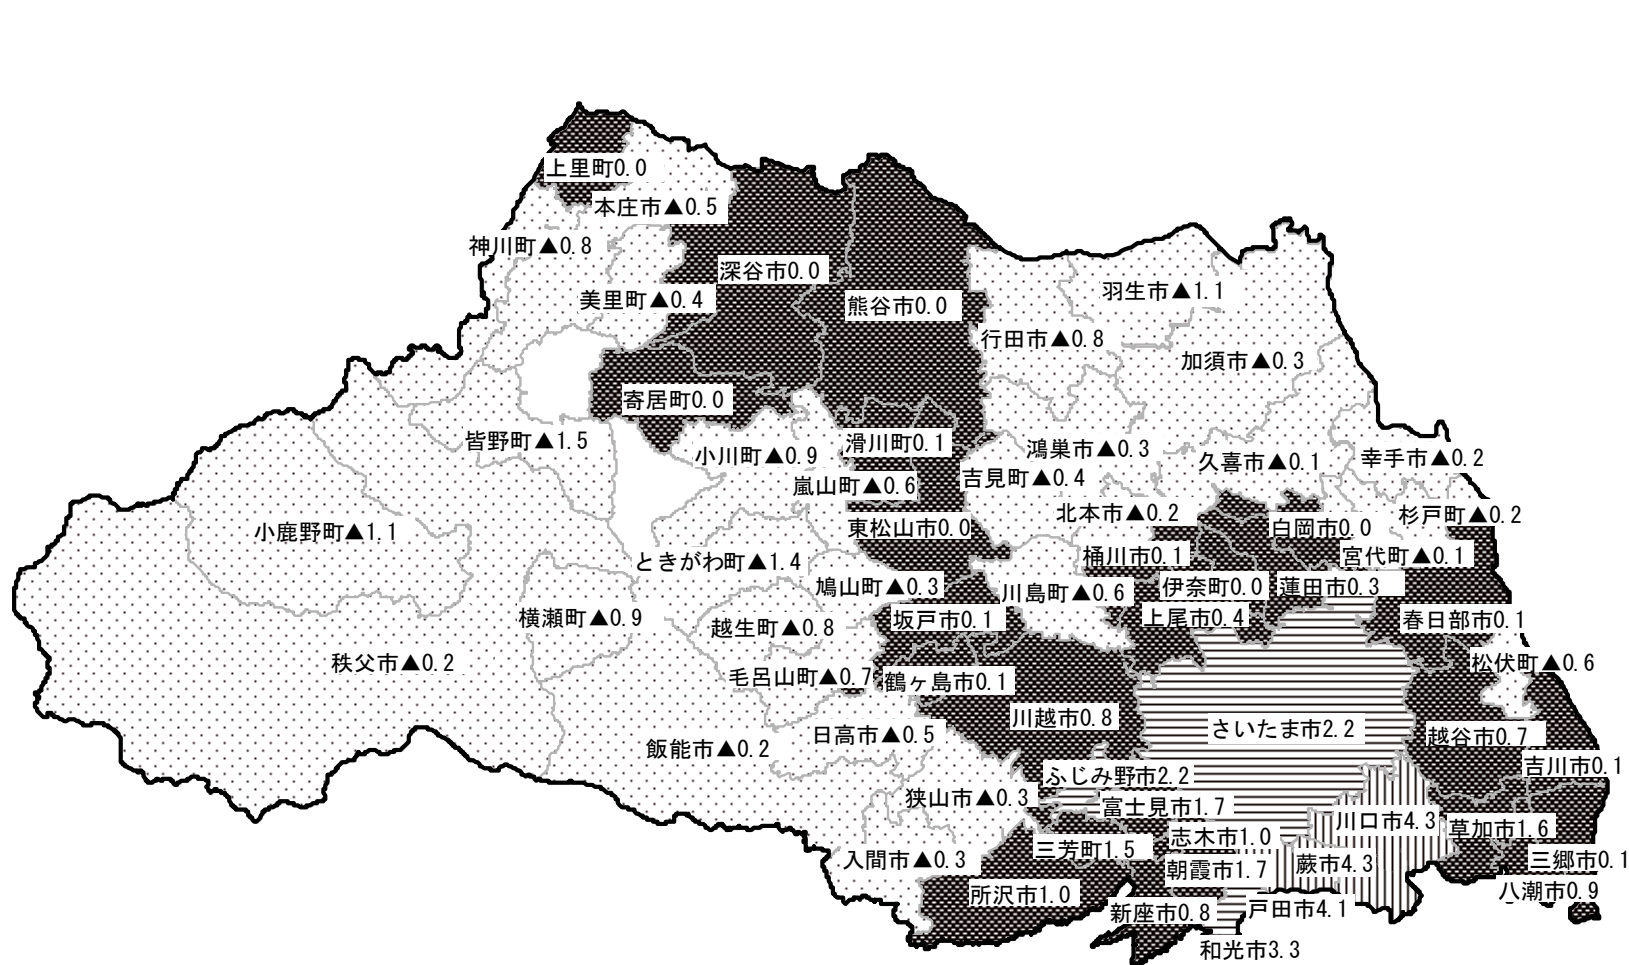 上里町0.0
本庄市▲0.5
神川町▲0.8
深谷市0.0
美里町▲0.4
熊谷市0.0
羽生市▲1.1
行田市▲0.8
加須市▲0.3
寄居町0.0
皆野町▲1.5
小川町▲0.9
滑川町0.1
鴻巣市▲0.3
久喜市▲0.1
幸手市▲0.2
嵐山町▲0.6
吉見町▲0.4
北本市▲0.2
杉戸町▲0.2
小鹿野町▲1.1
東松山市0.0
白岡市0.0
ときがわ町▲1.4
桶川市0.1
宮代町▲0.1
鳩山町▲0.3
川島町▲0.6
伊奈町0.0
蓮田市0.3
横瀬町▲0.9
越生町▲0.8
坂戸市0.1
上尾市0.4
春日部市0.1
秩父市▲0.2
毛呂山町▲0.7
鶴ヶ島市0.1
松伏町▲0.6
川越市0.8
さいたま市2.2
越谷市0.7
飯能市▲0.2
日高市▲0.5
吉川市0.1
ふじみ野市2.2
狭山市▲0.3
富士見市1.7
川口市4.3
草加市1.6
志木市1.0
三芳町1.5
入間市▲0.3
朝霞市1.7
蕨市4.3
三郷市0.1
所沢市1.0
八潮市0.9
新座市0.8
戸田市4.1
和光市3.3